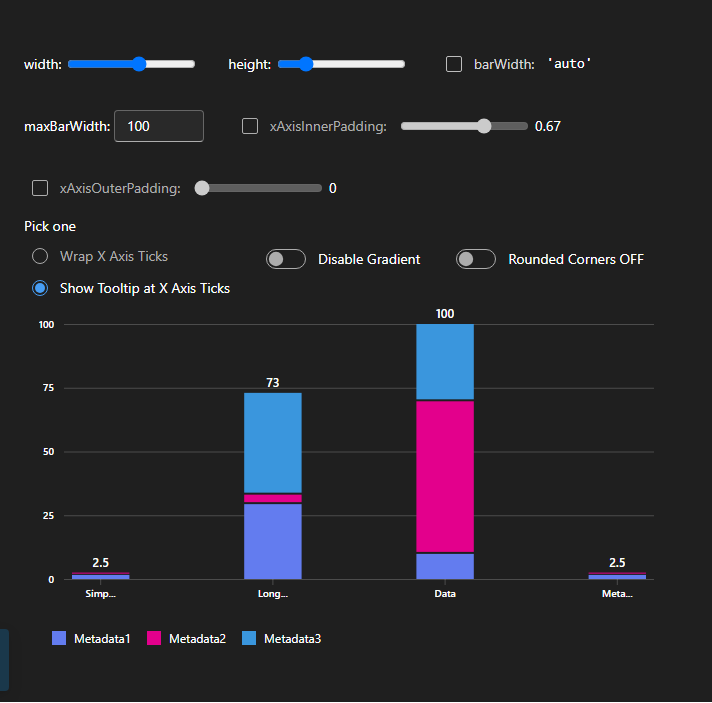 width: height: barWidth: 'auto'
maxBarWidth: 100 xAxisInnerPadding: 0.67
xAxisOuterPadding: 0
Pick one
Wrap X Axis Ticks Disable Gradient Rounded Corners OFF
Show Tooltip at X Axis Ticks
100
100
75
73
50
25
2.5 2.5
0
Simp... Long... Data Meta...
Metadata1 Metadata2 Metadata3